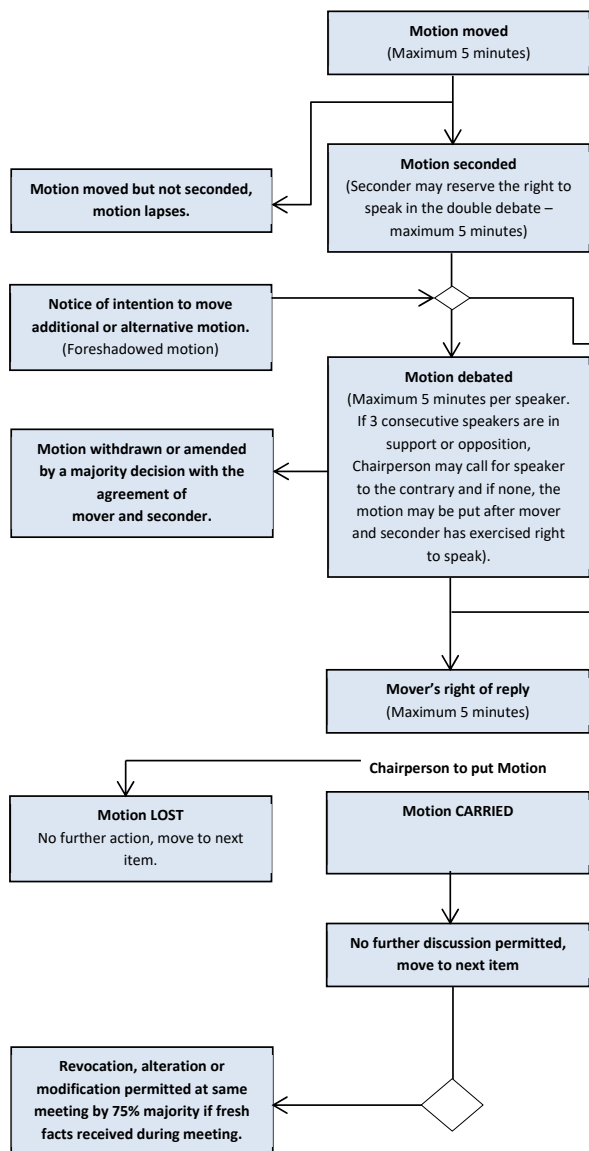 Motion moved
(Maximum 5 minutes)
Motion moved but not seconded,
motion lapses.
Motion seconded
(Seconder may reserve the right to
speak in the double debate –
maximum 5 minutes)
Notice of intention to move
additional or alternative motion.
(Foreshadowed motion)
Motion debated
(Maximum 5 minutes per speaker.
If 3 consecutive speakers are in
support or opposition,
Chairperson may call for speaker
to the contrary and if none, the
motion may be put after mover
and seconder has exercised right
to speak).
Motion withdrawn or amended
by a majority decision with the
agreement of
mover and seconder.
Mover’s right of reply
(Maximum 5 minutes)
Chairperson to put Motion
Motion LOST
No further action, move to next
item.
Motion CARRIED
No further discussion permitted,
move to next item
Revocation, alteration or
modification permitted at same
meeting by 75% majority if fresh
facts received during meeting.